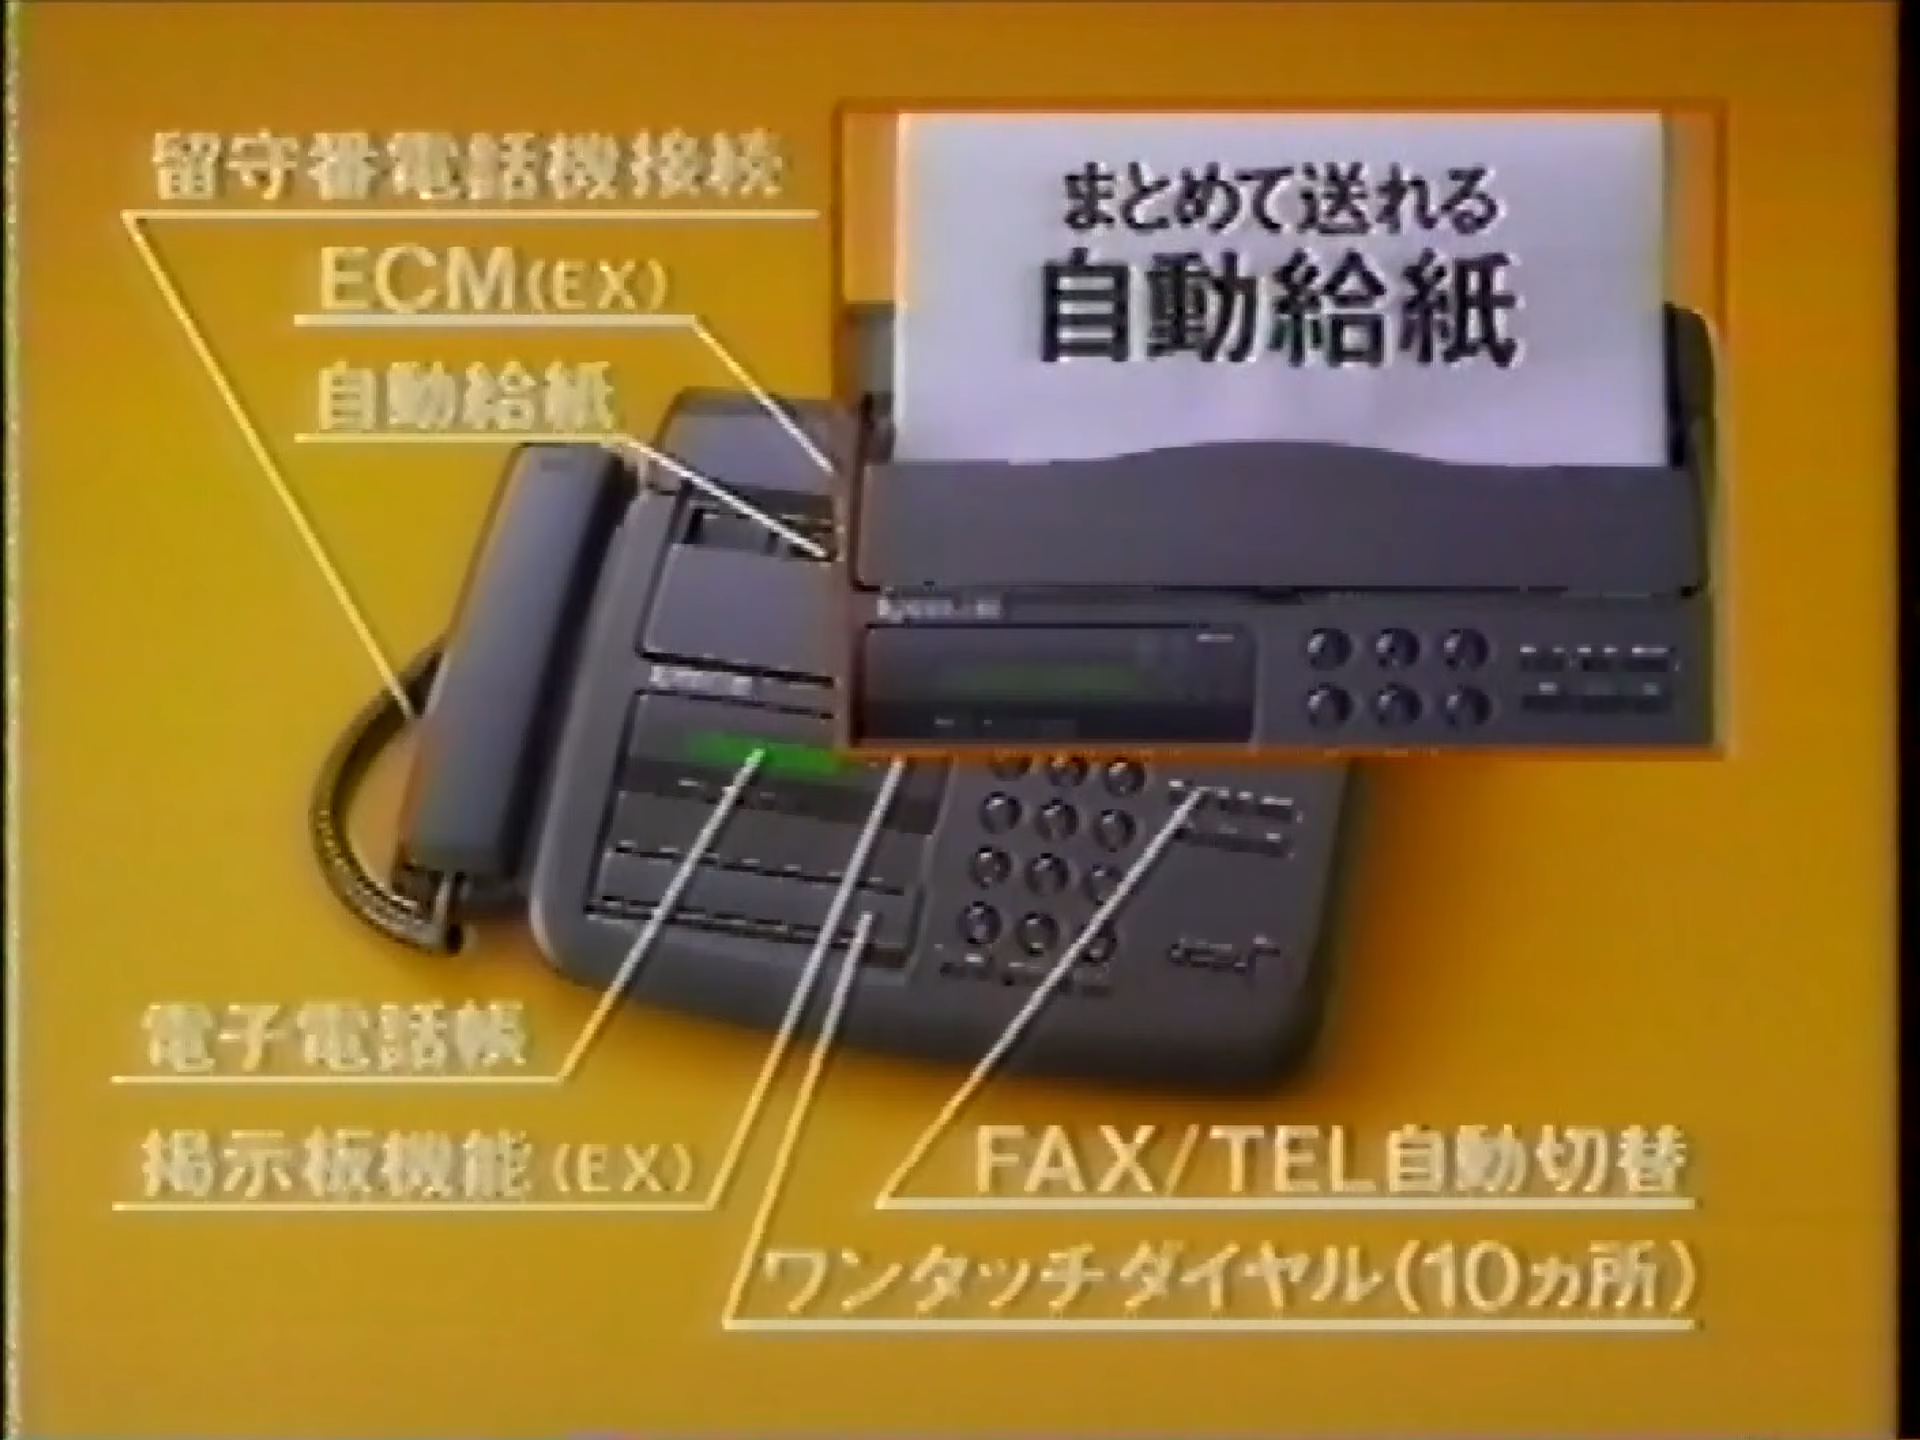 留守番電話機接続
ECM(EX)
自動給紙
まとめて送れる
自動給紙
電子電話帳
掲示板機能(EX)
FAX/TEL自動切替
ワンタッチダイヤル(10ヵ所)